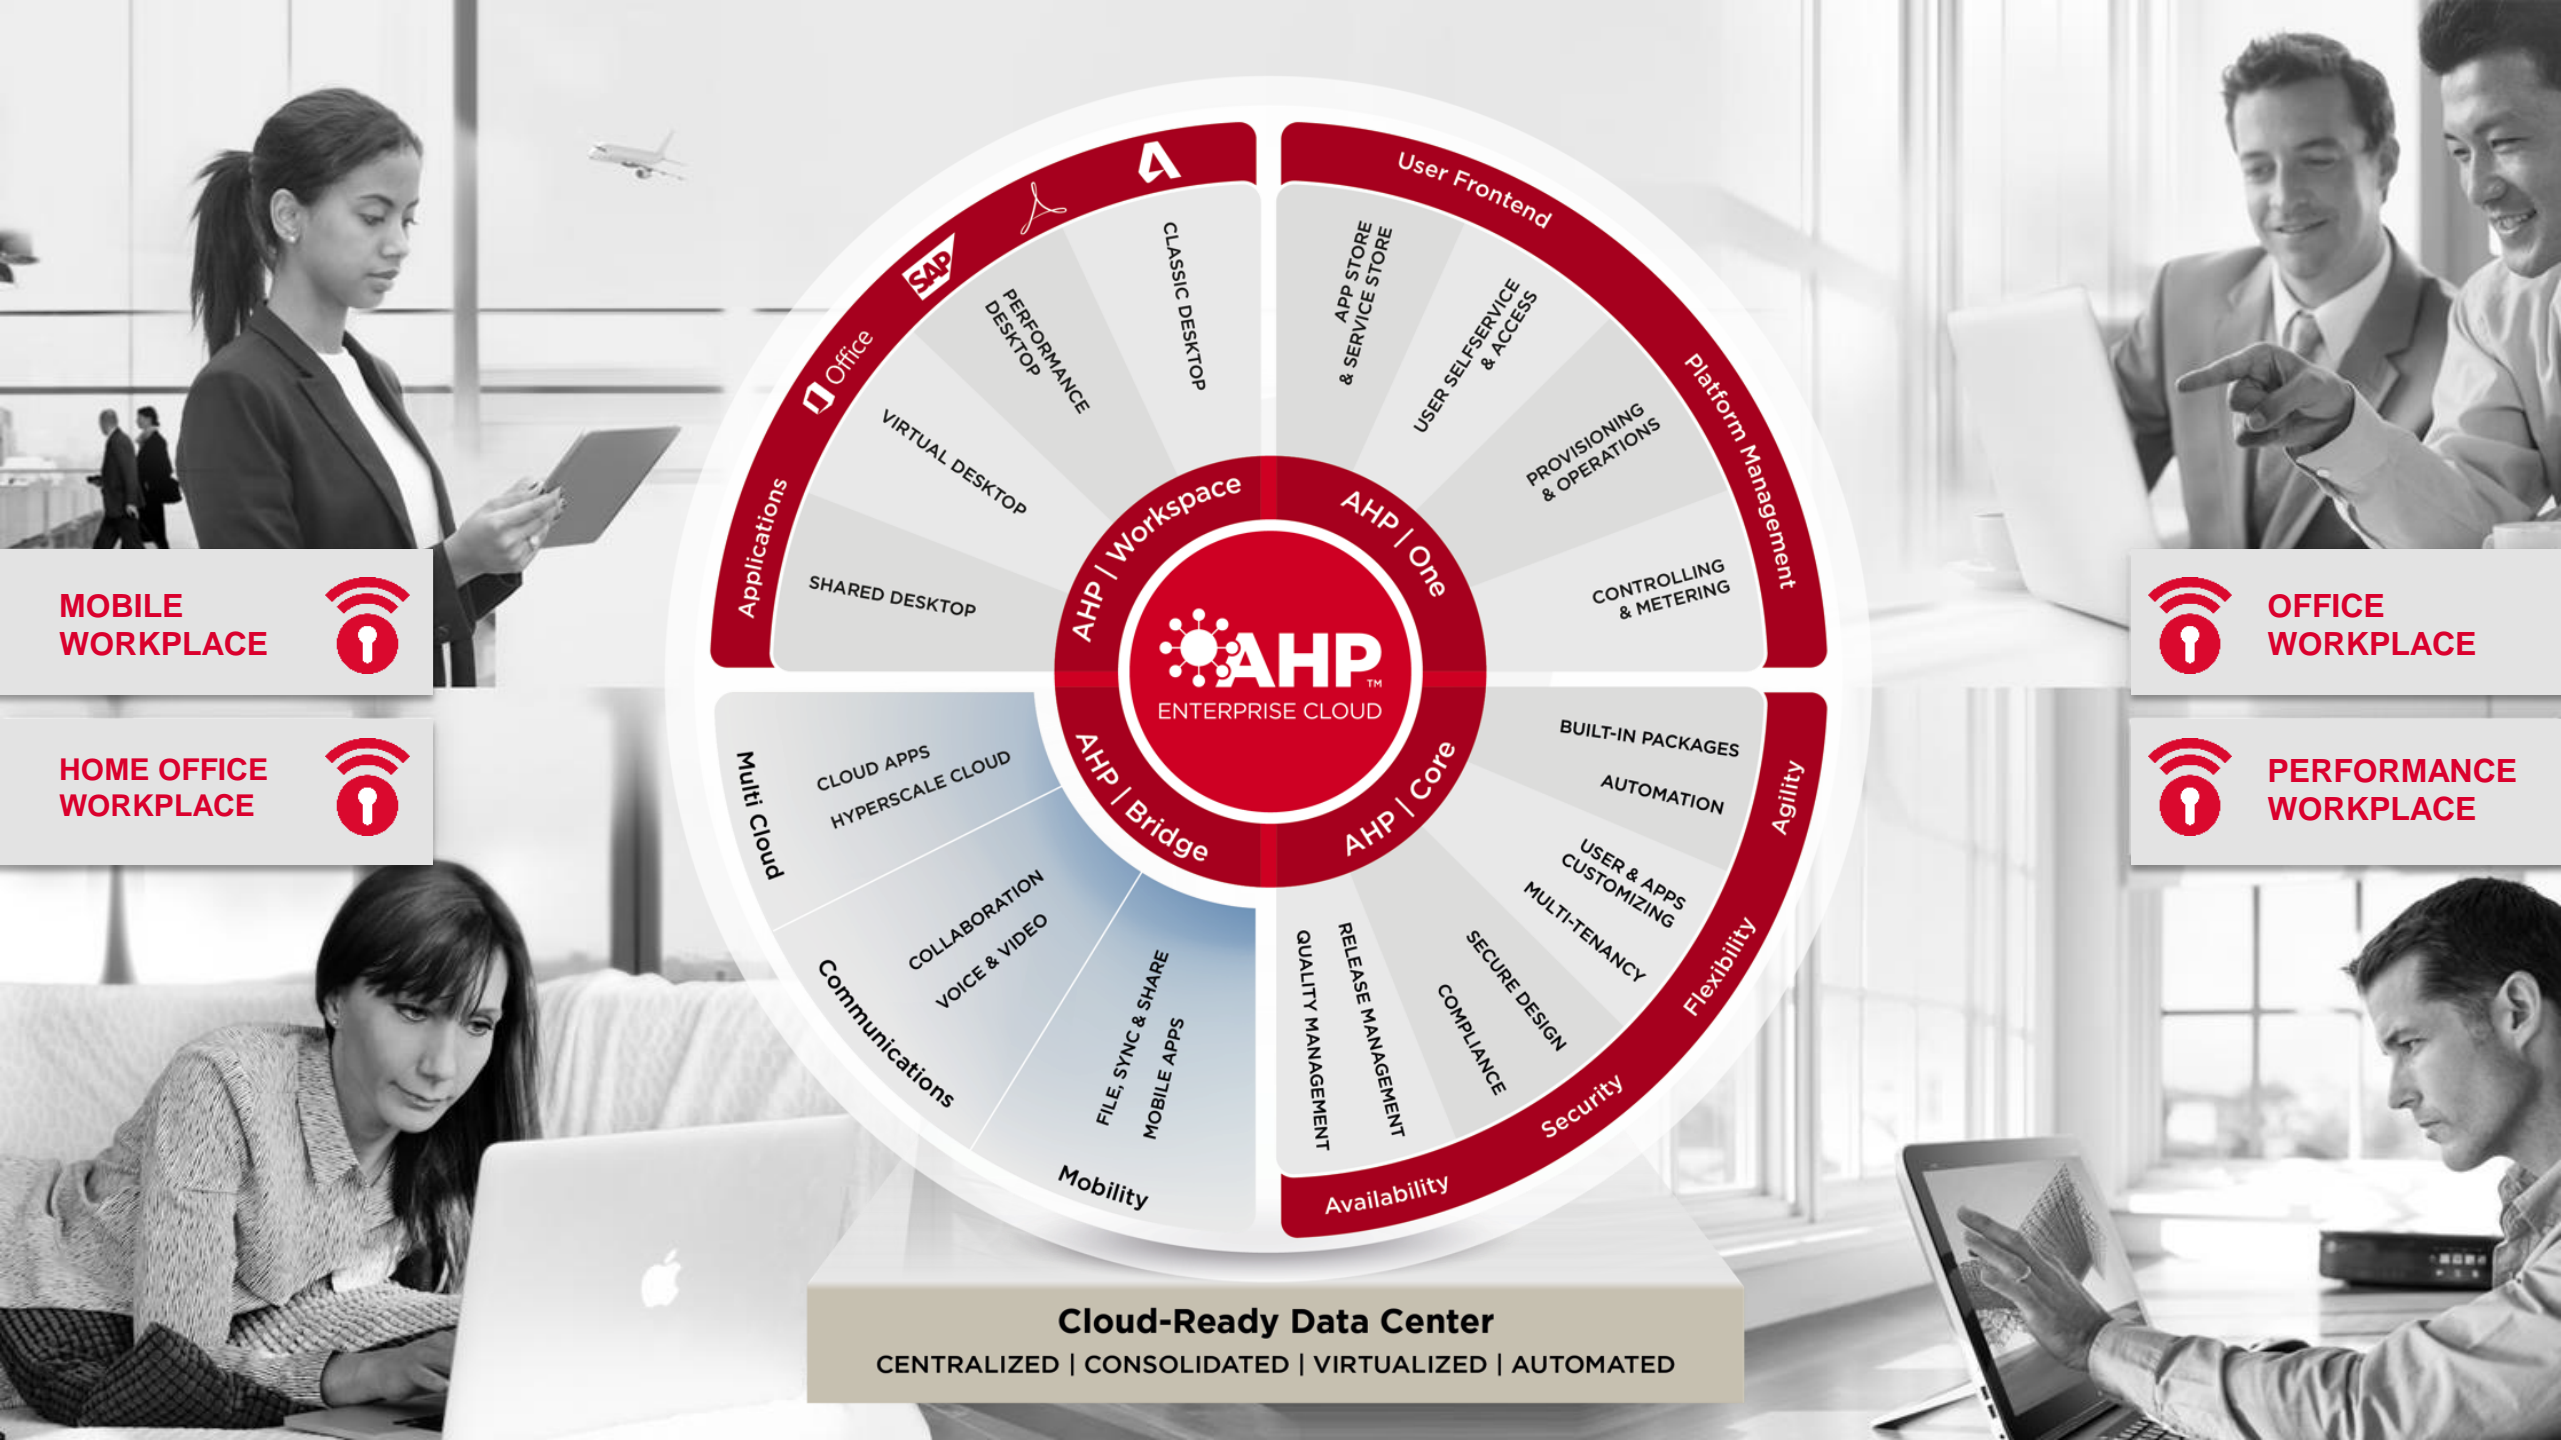 User Frontend
Platform Management
Applications
Office
SAP
CLASSIC DESKTOP
PERFORMANCE
DESKTOP
VIRTUAL DESKTOP
SHARED DESKTOP
APP STORE
& SERVICE STORE
USER SELFSERVICE
& ACCESS
PROVISIONING
& OPERATIONS
CONTROLLING
& METERING
AHP | Workspace
AHP | One
AHP | Bridge
AHP | Core
AHP™
ENTERPRISE CLOUD
MOBILE
WORKPLACE
HOME OFFICE
WORKPLACE
OFFICE
WORKPLACE
PERFORMANCE
WORKPLACE
Multi Cloud
CLOUD APPS
HYPERSCALE CLOUD
Communications
COLLABORATION
VOICE & VIDEO
Mobility
FILE, SYNC & SHARE
MOBILE APPS
BUILT-IN PACKAGES
AUTOMATION
Agility
USER & APPS
CUSTOMIZING
MULTI-TENANCY
Flexibility
SECURE DESIGN
COMPLIANCE
Security
RELEASE MANAGEMENT
QUALITY MANAGEMENT
Availability
Cloud-Ready Data Center
CENTRALIZED | CONSOLIDATED | VIRTUALIZED | AUTOMATED